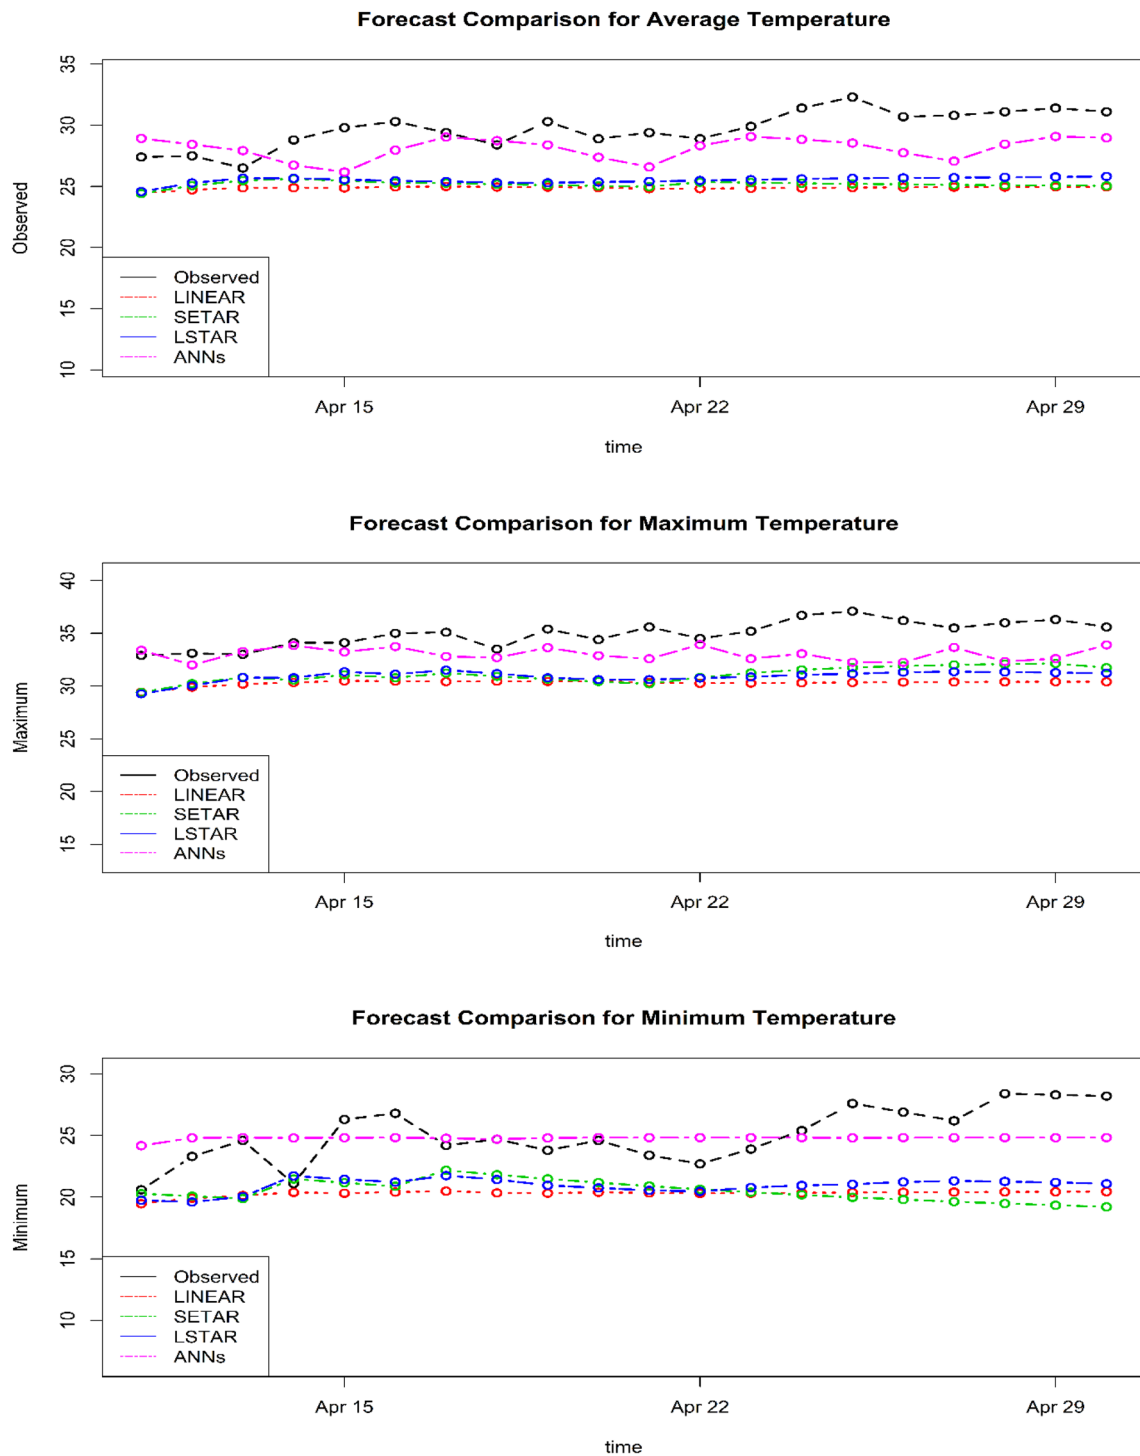 Forecast Comparison for Average Temperature
35
30
25
20
15
10
Observed
Observed
LINEAR
SETAR
LSTAR
ANNs
Apr 15
Apr 22
Apr 29
time
Forecast Comparison for Maximum Temperature
40
35
30
25
20
15
Maximum
Observed
LINEAR
SETAR
LSTAR
ANNs
Apr 15
Apr 22
Apr 29
time
Forecast Comparison for Minimum Temperature
30
25
20
15
10
Minimum
Observed
LINEAR
SETAR
LSTAR
ANNs
Apr 15
Apr 22
Apr 29
time